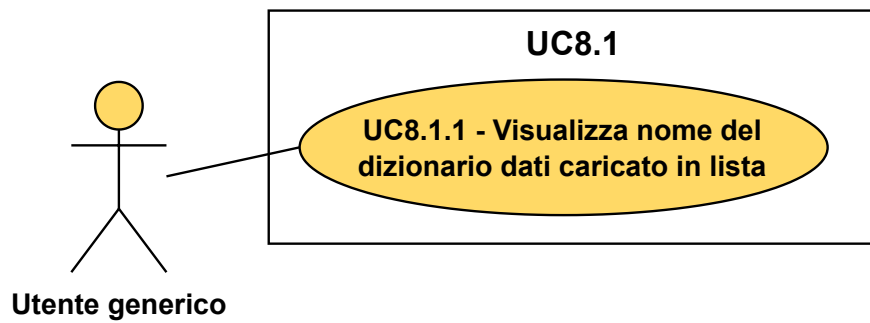 UC8.1
UC8.1.1 - Visualizza nome del
dizionario dati caricato in lista
Utente generico